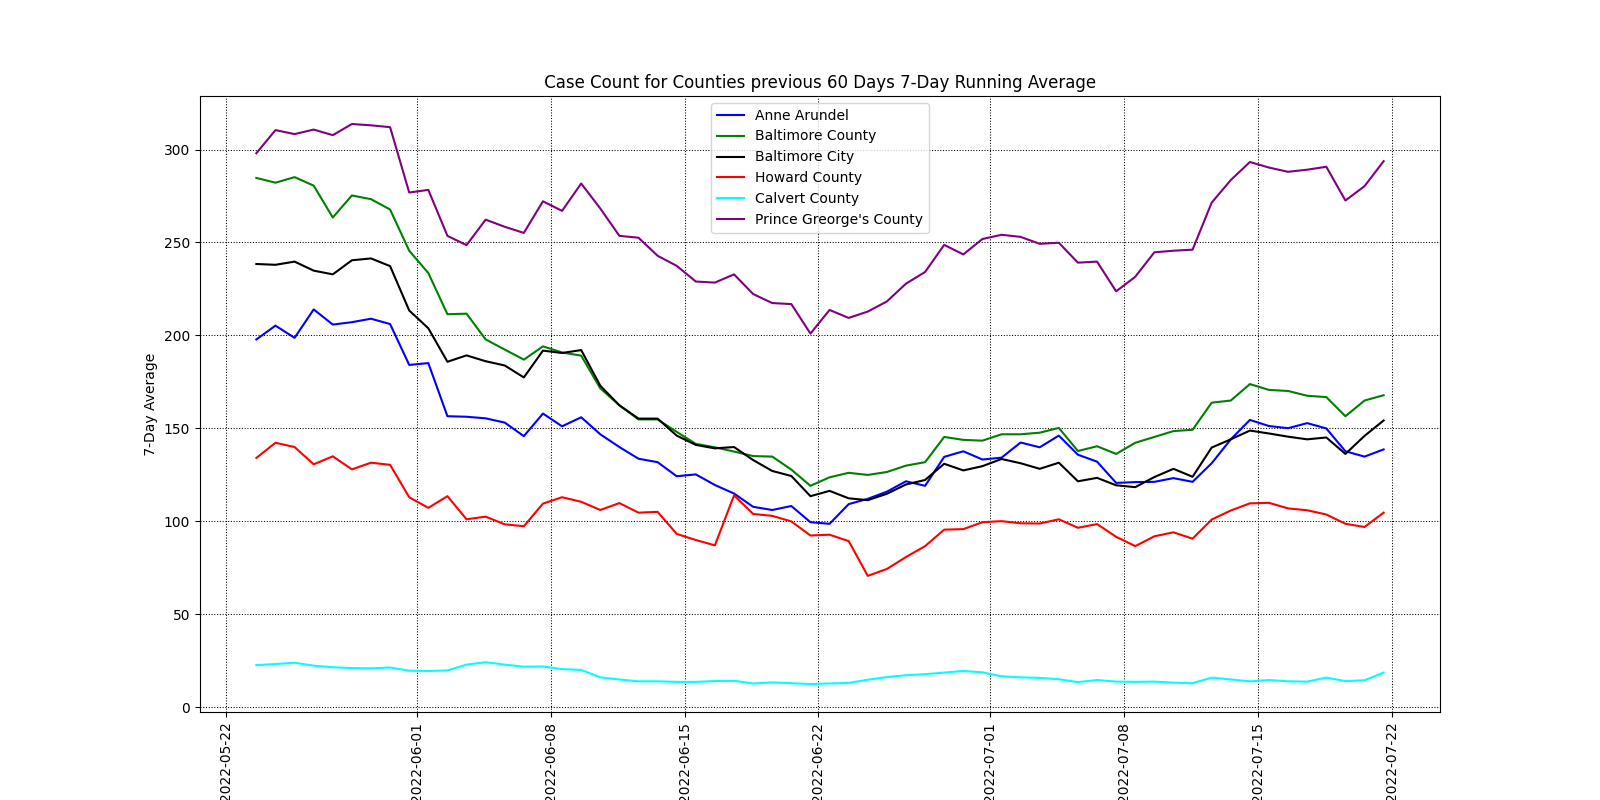 Case Count for Counties previous 60 Days 7-Day Running Average
Anne Arundel
Baltimore County
Baltimore City
Howard County
Calvert County
Prince Greorge's County
7-Day Average
300
250
200
150
100
50
0
2022-05-22
2022-06-01
2022-06-08
2022-06-15
2022-06-22
2022-07-01
2022-07-08
2022-07-15
2022-07-22